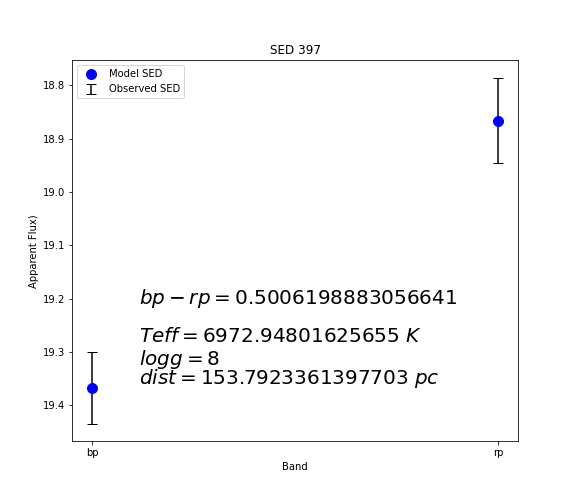 SED 397
Model SED
Observed SED
18.8
18.9
19.0
19.1
19.2
19.3
19.4
Apparent Flux)
bp − rp = 0.5006198883056641
Teff = 6972.94801625655 K
logg = 8
dist = 153.7923361397703 pc
bp
rp
Band